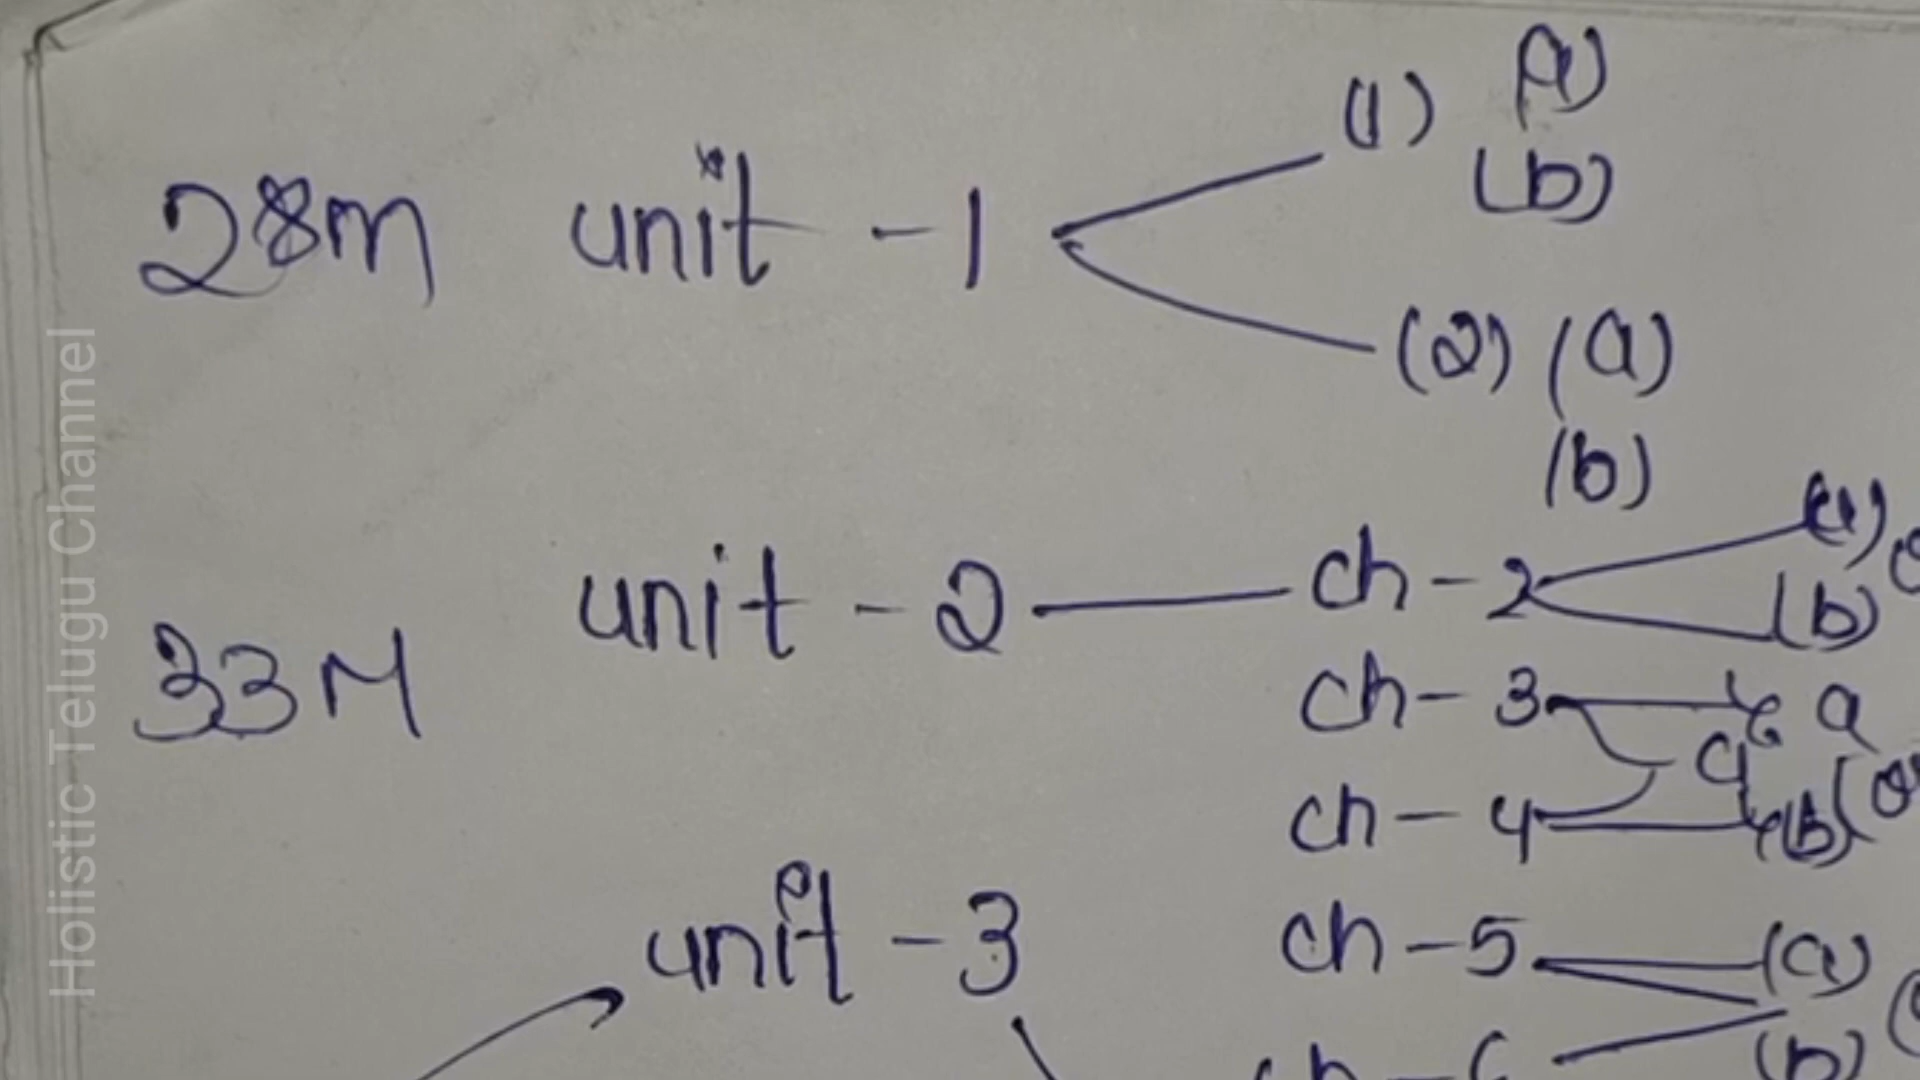 (1) (a)
(b)
28m unit - 1
(2) (a)
(b)
unit - 2 ch - 2 (a)
(b)
33M
ch - 3 a
a
ch - 4 (b)
unit - 3 ch - 5 (a)
(b)
Holistic Telugu Channel